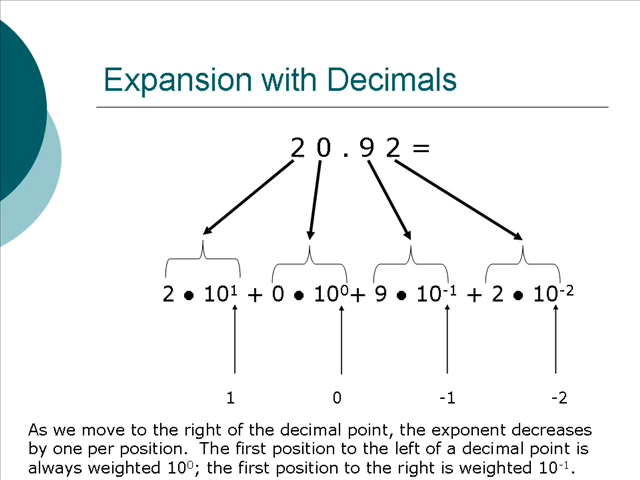 Expansion with Decimals
2 0 . 9 2 =
2 ● 10¹ + 0 ● 10⁰+ 9 ● 10⁻¹ + 2 ● 10⁻²
1 0 -1 -2
As we move to the right of the decimal point, the exponent decreases
by one per position. The first position to the left of a decimal point is
always weighted 10⁰; the first position to the right is weighted 10⁻¹.